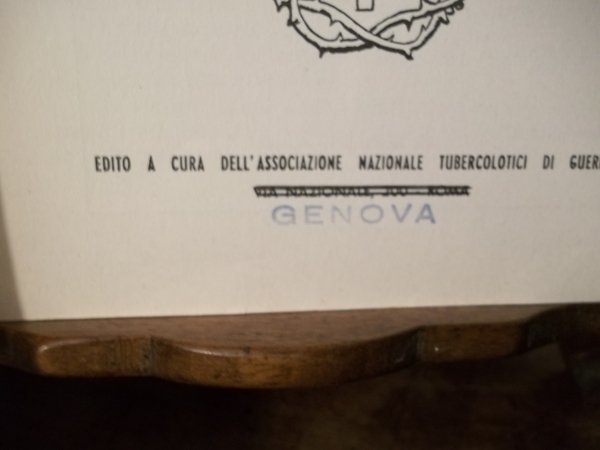 EDITO A CURA DELL'ASSOCIAZIONE NAZIONALE TUBERCOLOTICI DI GUER
VIA NAZIONALE, 200 - ROMA
GENOVA